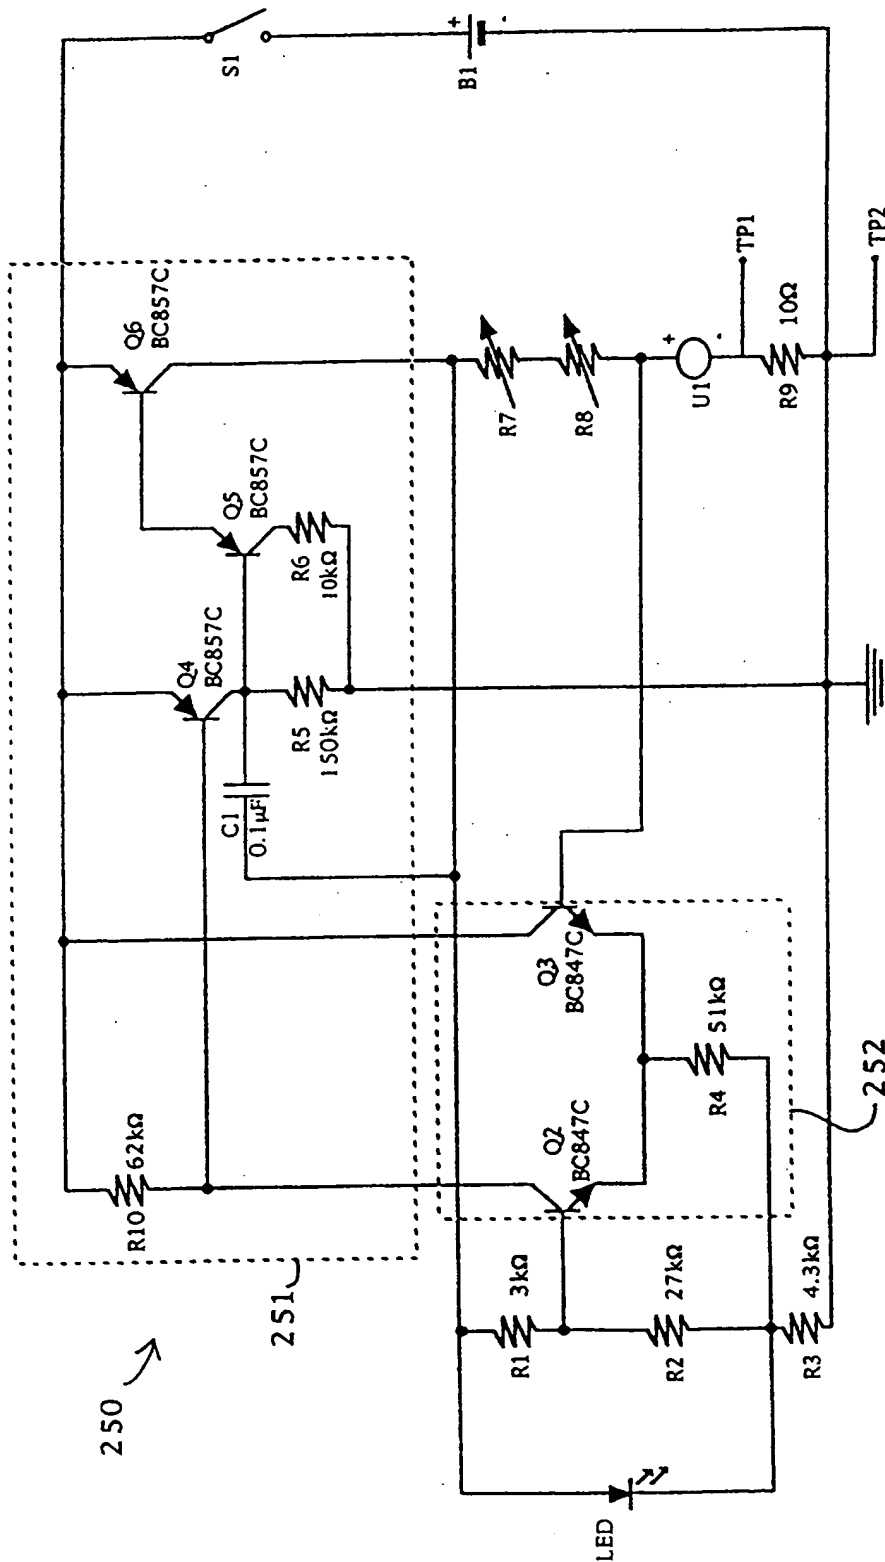 250
251
252
R10 62kΩ
Q4
BC857C
Q5
BC857C
Q6
BC857C
C1
0.1µF
R5
150kΩ
R6
10kΩ
S1
B1
+
Q2
BC847C
Q3
BC847C
R4 51kΩ
LED
R1 3kΩ
R2 27kΩ
R3 4.3kΩ
R7
R8
U1
+
R9 10Ω
TP1
TP2